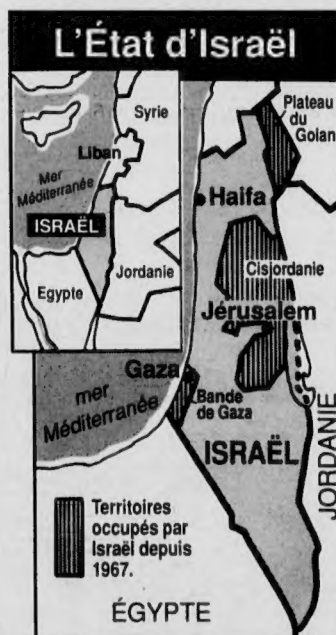 L'État d'Israël
Syrie
Liban
Mer
Méditerranée
ISRAËL
Jordanie
Egypte
Plateau
du
Golan
Haifa
Cisjordanie
Jérusalem
Gaza
mer
Méditerranée
Bande
de Gaza
ISRAËL
JORDANIE
Territoires
occupés par
Israël depuis
1967.
ÉGYPTE